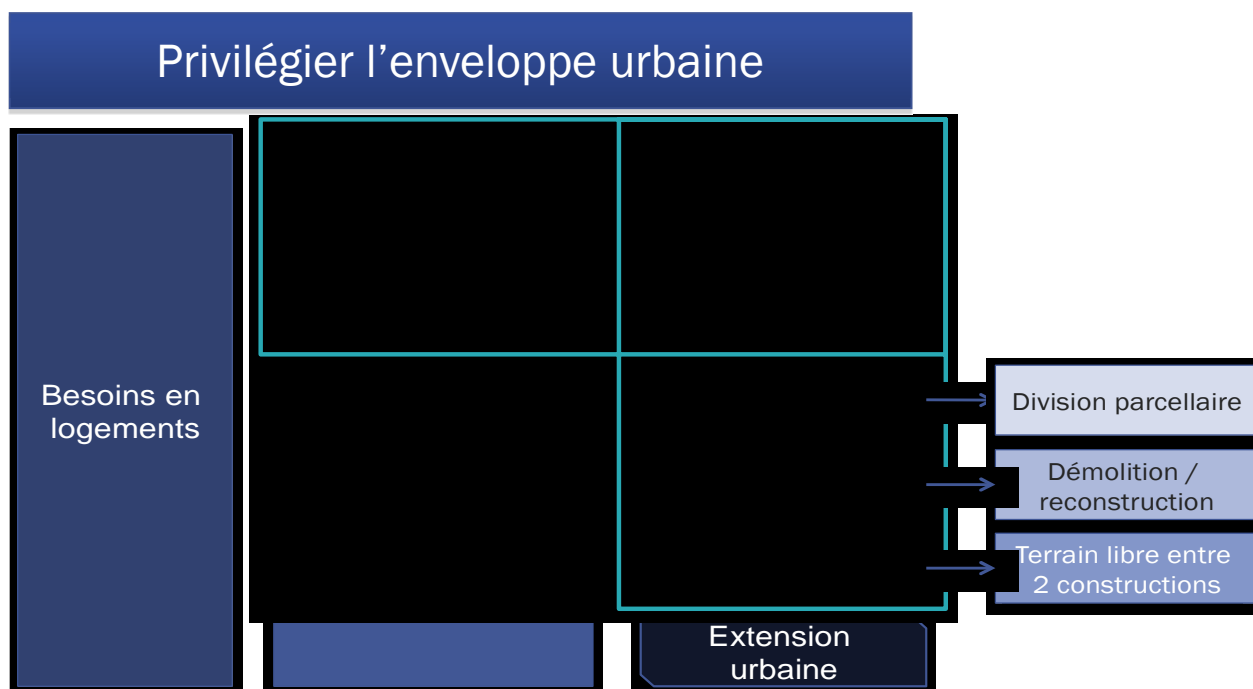 Privilégier l’enveloppe urbaine
Besoins en
logements
Division parcellaire
Démolition /
reconstruction
Terrain libre entre
2 constructions
Extension
urbaine